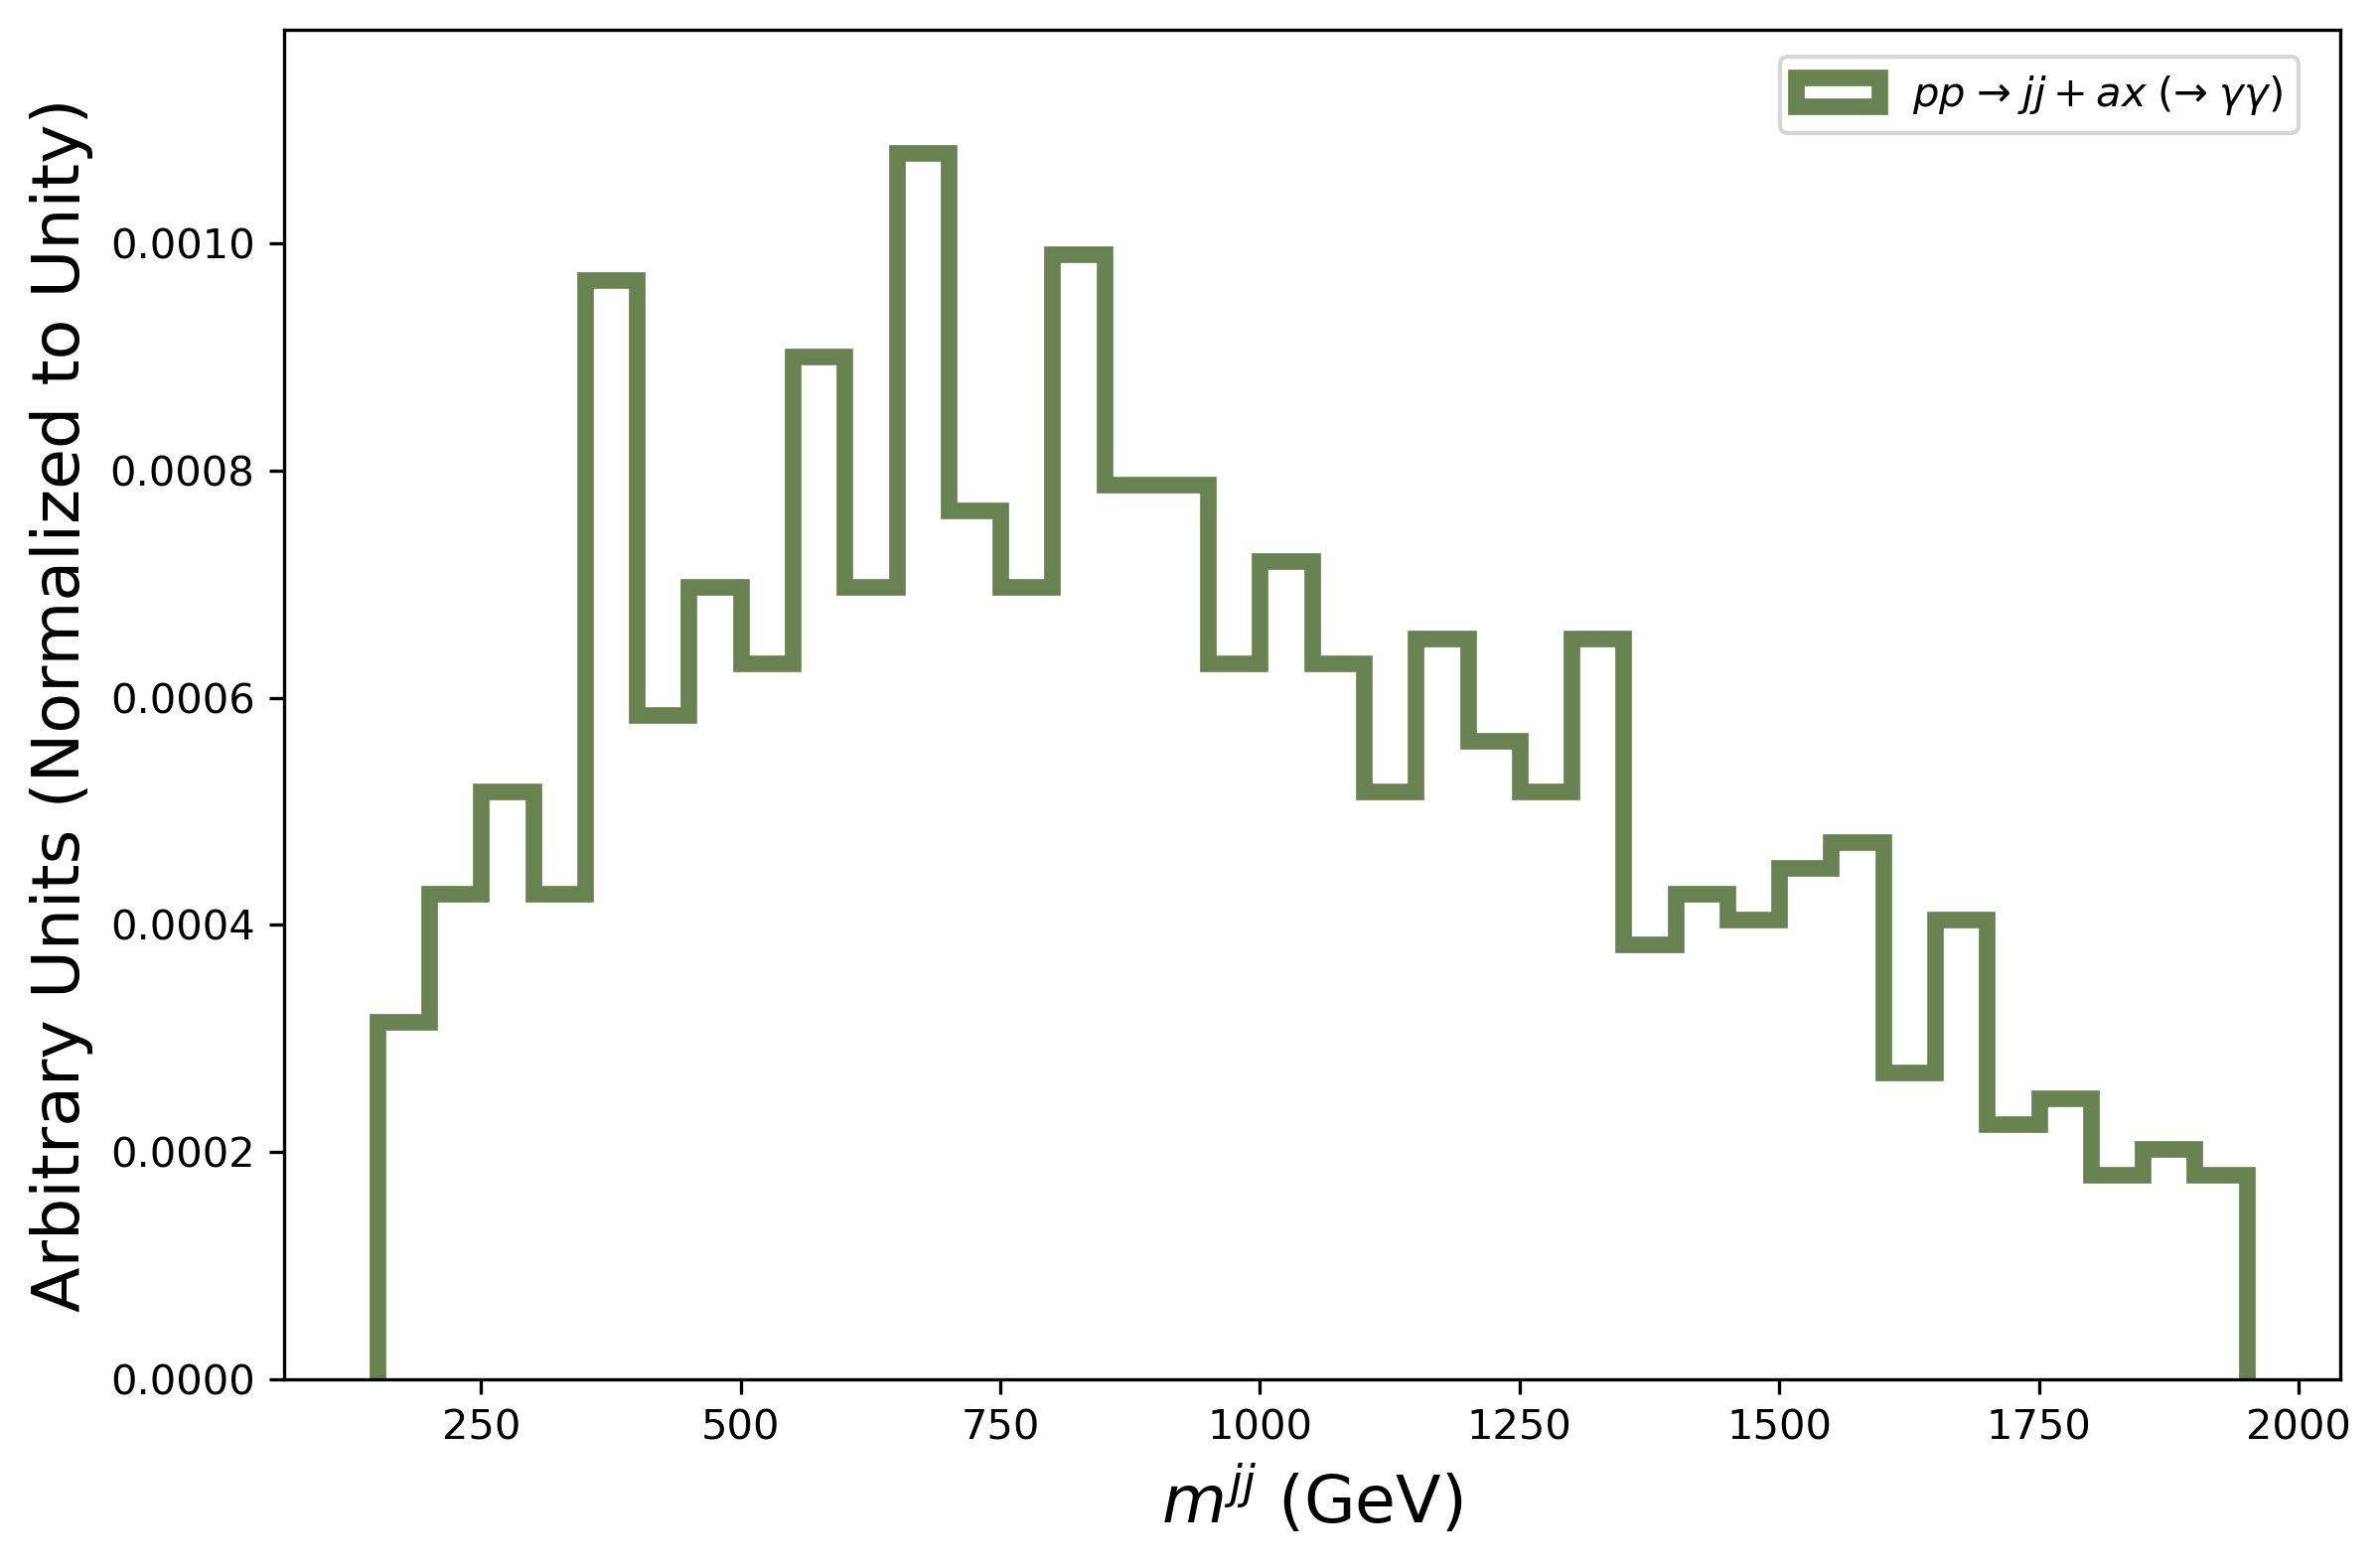 Arbitrary Units (Normalized to Unity)
0.0010
0.0008
0.0006
0.0004
0.0002
0.0000
pp → jj + ax (→ γγ)
250 500 750 1000 1250 1500 1750 2000
m^{jj} (GeV)